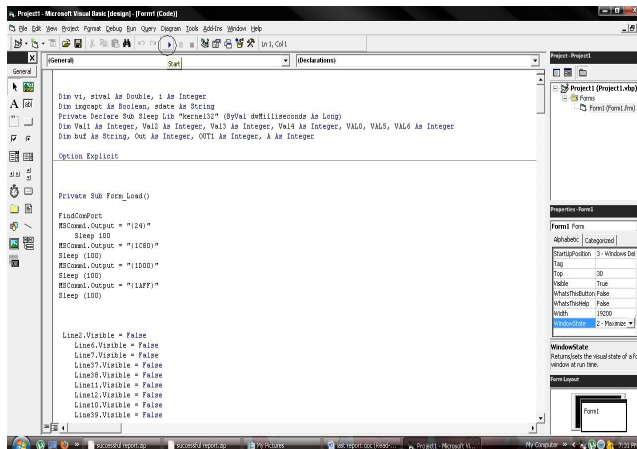 Project1 - Microsoft Visual Basic [design] - [Form1 (Code)]
File Edit View Project Format Debug Run Query Diagram Tools Add-Ins Window Help
Ln 1, Col 1
General
(General)
Start
(Declarations)
Dim vi, sival As Double, i As Integer
Dim imgcapt As Boolean, sdate As String
Private Declare Sub Sleep Lib "kernel32" (ByVal dwMilliseconds As Long)
Dim Val1 As Integer, Val2 As Integer, Val3 As Integer, Val4 As Integer, VAL0, VAL5, VAL6 As Integer
Dim buf As String, Out As Integer, OUT1 As Integer, A As Integer
Option Explicit
Private Sub Form_Load()
FindComPort
MSComm1.Output = "(24)"
Sleep 100
MSComm1.Output = "(1C80)"
Sleep (100)
MSComm1.Output = "(1D00)"
Sleep (100)
MSComm1.Output = "(1AFF)"
Sleep (100)
Line2.Visible = False
Line6.Visible = False
Line7.Visible = False
Line37.Visible = False
Line38.Visible = False
Line11.Visible = False
Line12.Visible = False
Line10.Visible = False
Line39.Visible = False
Project - Project1
Project1 (Project1.vbp)
Forms
Form1 (Form1.frm)
Properties - Form1
Form1 Form
Alphabetic Categorized
StartUpPosition 3 - Windows Def
Tag
Top 30
Visible True
WhatsThisButton False
WhatsThisHelp False
Width 19200
WindowState 2 - Maximize
WindowState
Returns/sets the visual state of a fo
window at run time.
Form Layout
Form1
successful report.zip
successful report.zip
My Pictures
last report.doc (Read-...
Project1 - Microsoft Vi...
My Computer
7:31 PM